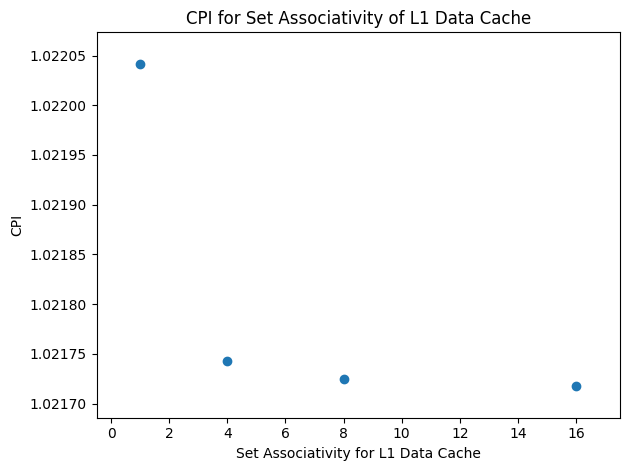 CPI for Set Associativity of L1 Data Cache
1.02205
1.02200
1.02195
1.02190
1.02185
1.02180
1.02175
1.02170
CPI
0 2 4 6 8 10 12 14 16
Set Associativity for L1 Data Cache